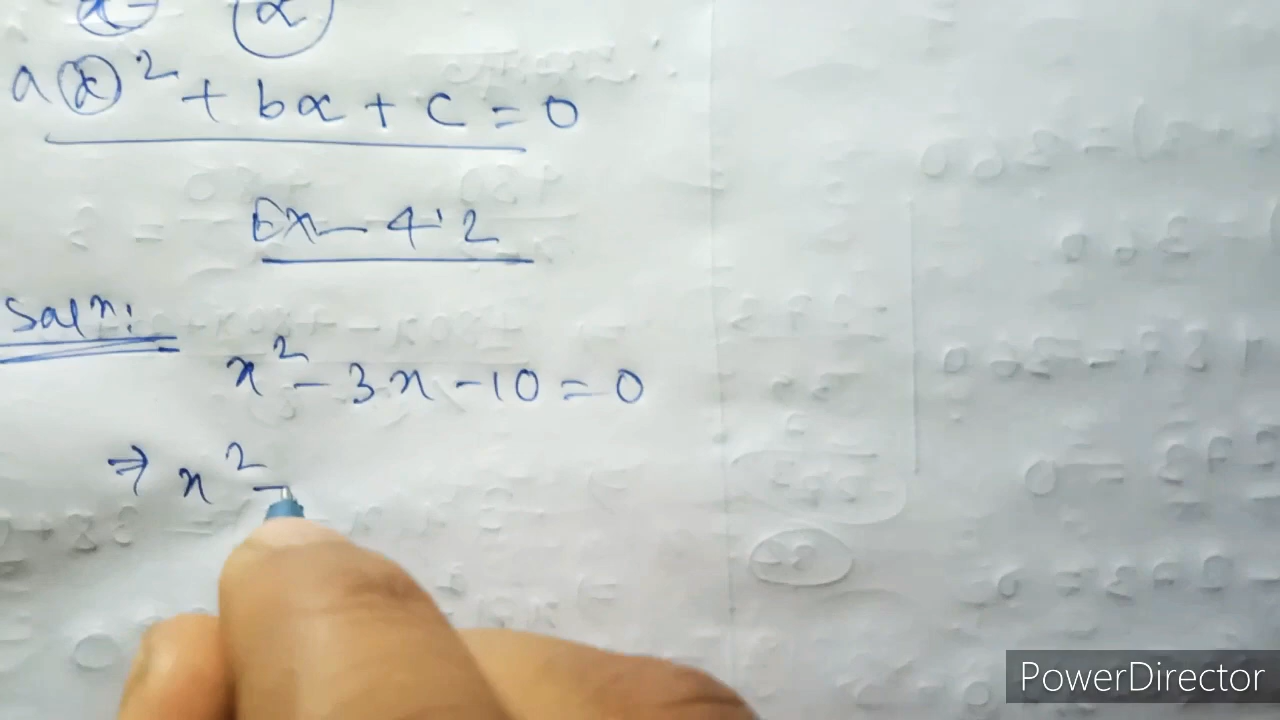 ax² + bx + c = 0
Ex-4.2
Solⁿ:
x² - 3x - 10 = 0
⇒ x² -
PowerDirector